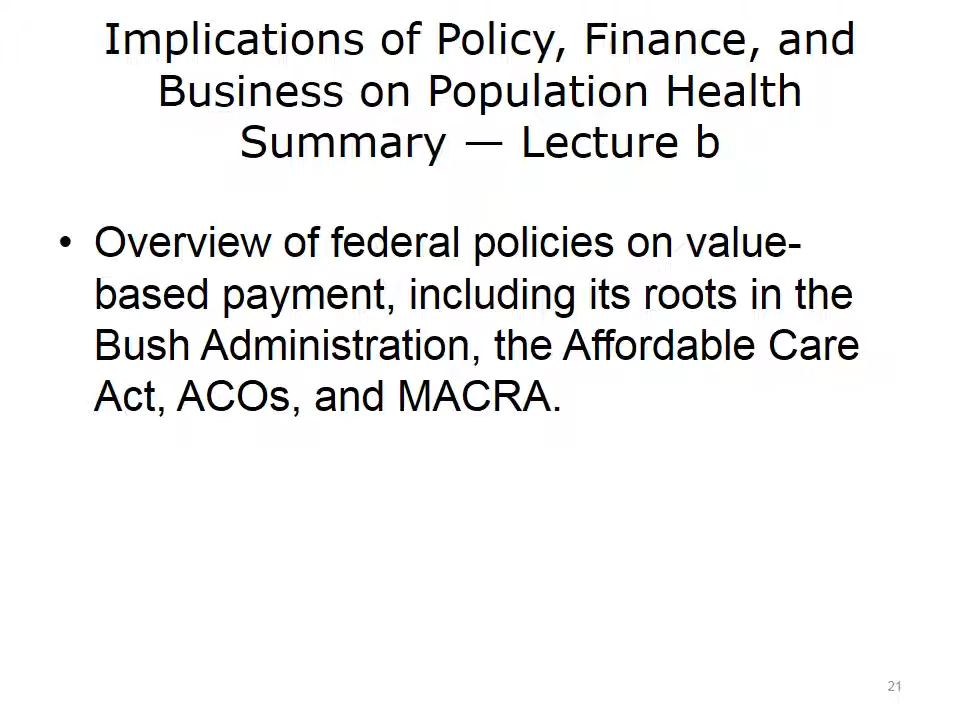 Implications of Policy, Finance, and
Business on Population Health
Summary — Lecture b
• Overview of federal policies on value-
based payment, including its roots in the
Bush Administration, the Affordable Care
Act, ACOs, and MACRA.
21